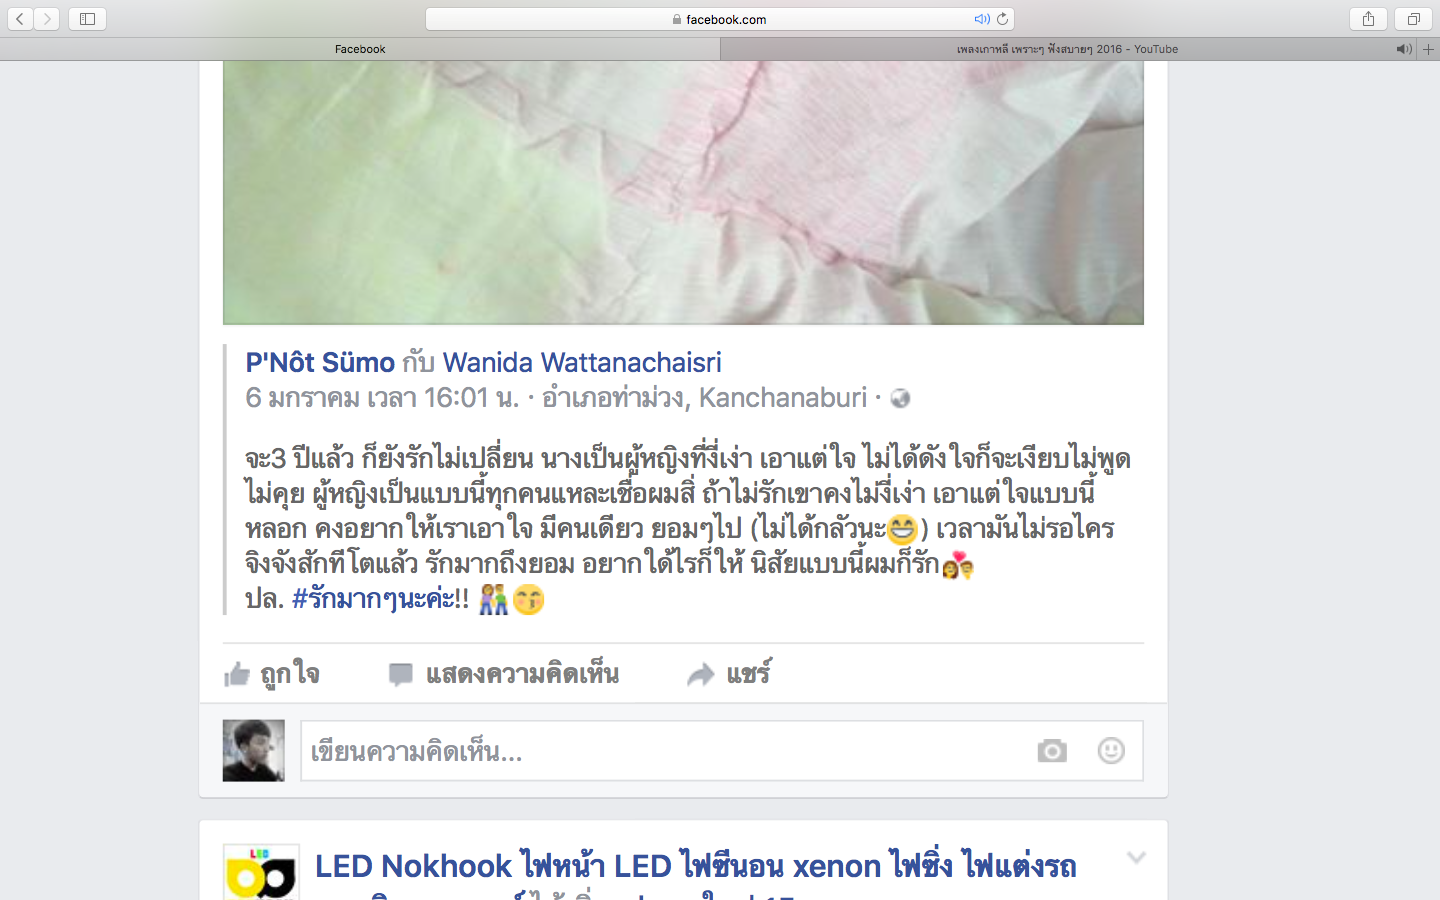 facebook.com
Facebook
เพลงเกาหลี เพราะๆ ฟังสบายๆ 2016 - YouTube
P'Nôt Sümo กับ Wanida Wattanachaisri
6 มกราคม เวลา 16:01 น. · อำเภอท่าม่วง, Kanchanaburi ·
จะ3 ปีแล้ว ก็ยังรักไม่เปลี่ยน นางเป็นผู้หญิงที่งี่เง่า เอาแต่ใจ ไม่ได้ดังใจก็จะเงียบไม่พูด
ไม่คุย ผู้หญิงเป็นแบบนี้ทุกคนแหละเชื่อผมสิ่ ถ้าไม่รักเขาคงไม่งี่เง่า เอาแต่ใจแบบนี้
หลอก คงอยากให้เราเอาใจ มีคนเดียว ยอมๆไป (ไม่ได้กลัวนะ😁) เวลามันไม่รอไคร
จิงจังสักทีโตแล้ว รักมากถึงยอม อยากใด้ไรก็ให้ นิสัยแบบนี้ผมก็รัก💑
ปล. #รักมากๆนะค่ะ!! 👫😙
ถูกใจ
แสดงความคิดเห็น
แชร์
เขียนความคิดเห็น...
LED
LED Nokhook ไฟหน้า LED ไฟซีนอน xenon ไฟซิ่ง ไฟแต่งรถ